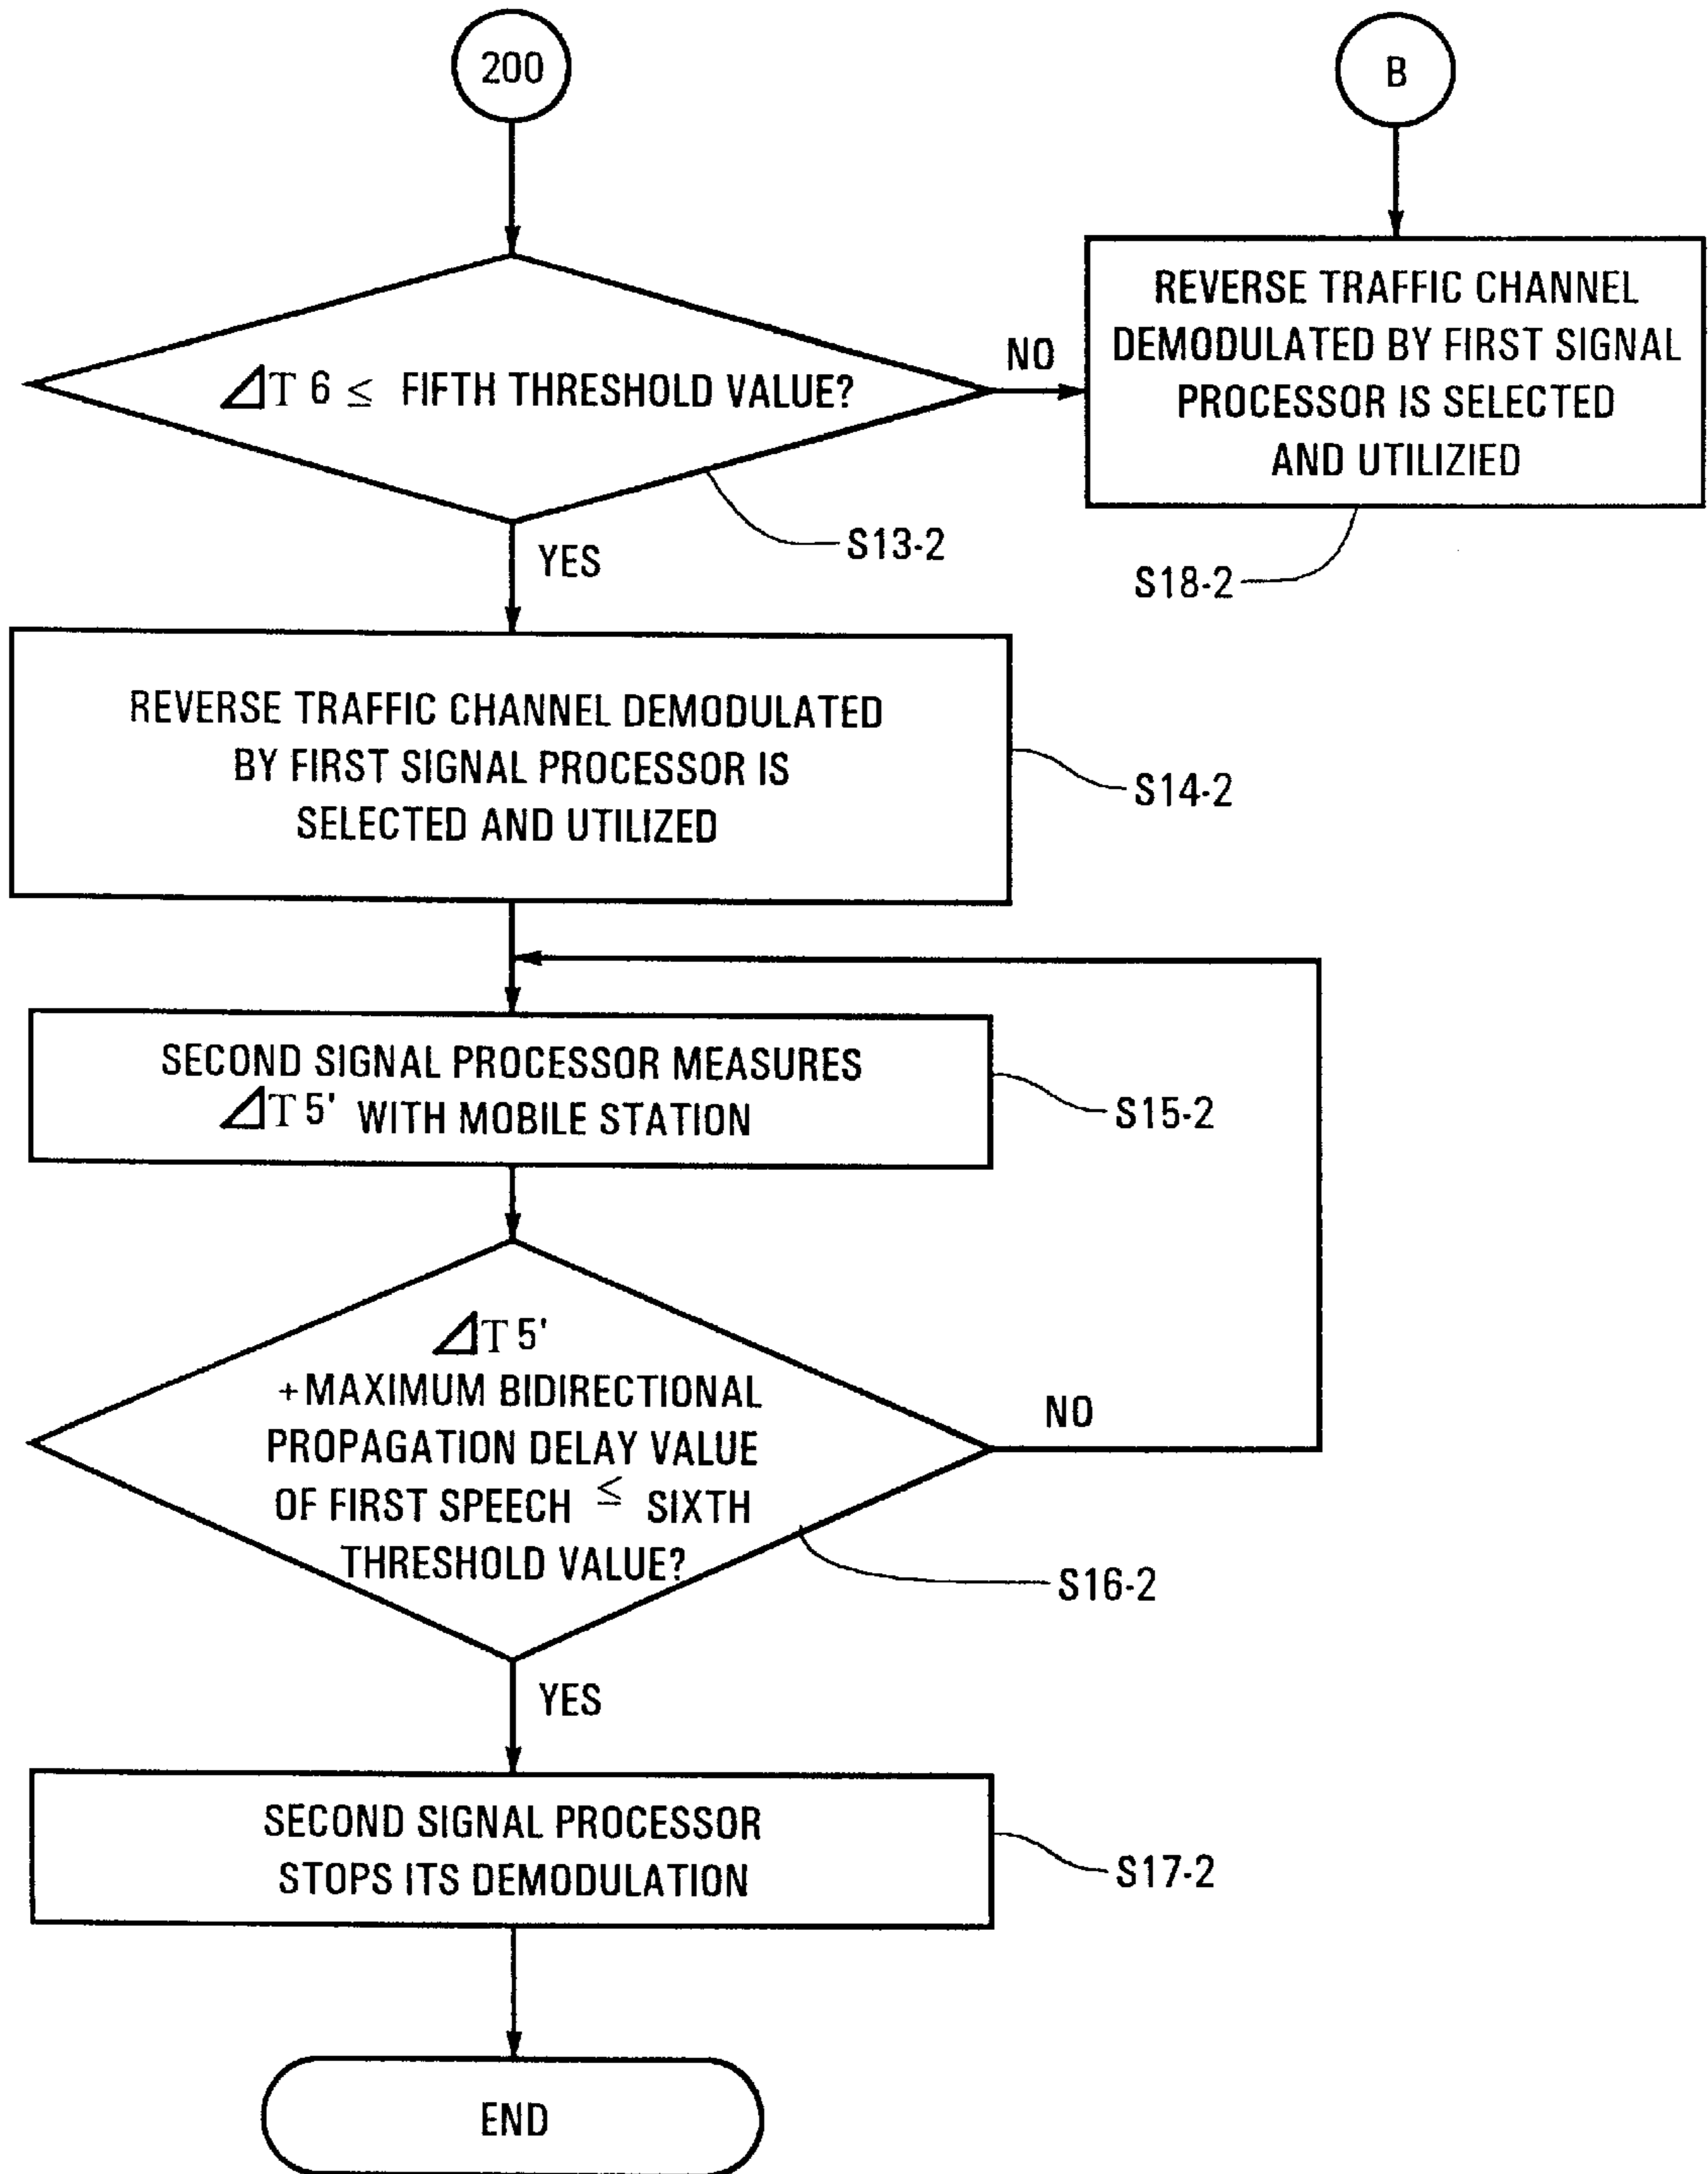 200
B
⊿T 6 ≤ FIFTH THRESHOLD VALUE?
NO
REVERSE TRAFFIC CHANNEL
DEMODULATED BY FIRST SIGNAL
PROCESSOR IS SELECTED
AND UTILIZIED
YES
S13-2
S18-2
REVERSE TRAFFIC CHANNEL DEMODULATED
BY FIRST SIGNAL PROCESSOR IS
SELECTED AND UTILIZED
S14-2
SECOND SIGNAL PROCESSOR MEASURES
⊿T 5' WITH MOBILE STATION
S15-2
⊿T 5'
+MAXIMUM BIDIRECTIONAL
PROPAGATION DELAY VALUE
OF FIRST SPEECH ≤ SIXTH
THRESHOLD VALUE?
NO
S16-2
YES
SECOND SIGNAL PROCESSOR
STOPS ITS DEMODULATION
S17-2
END